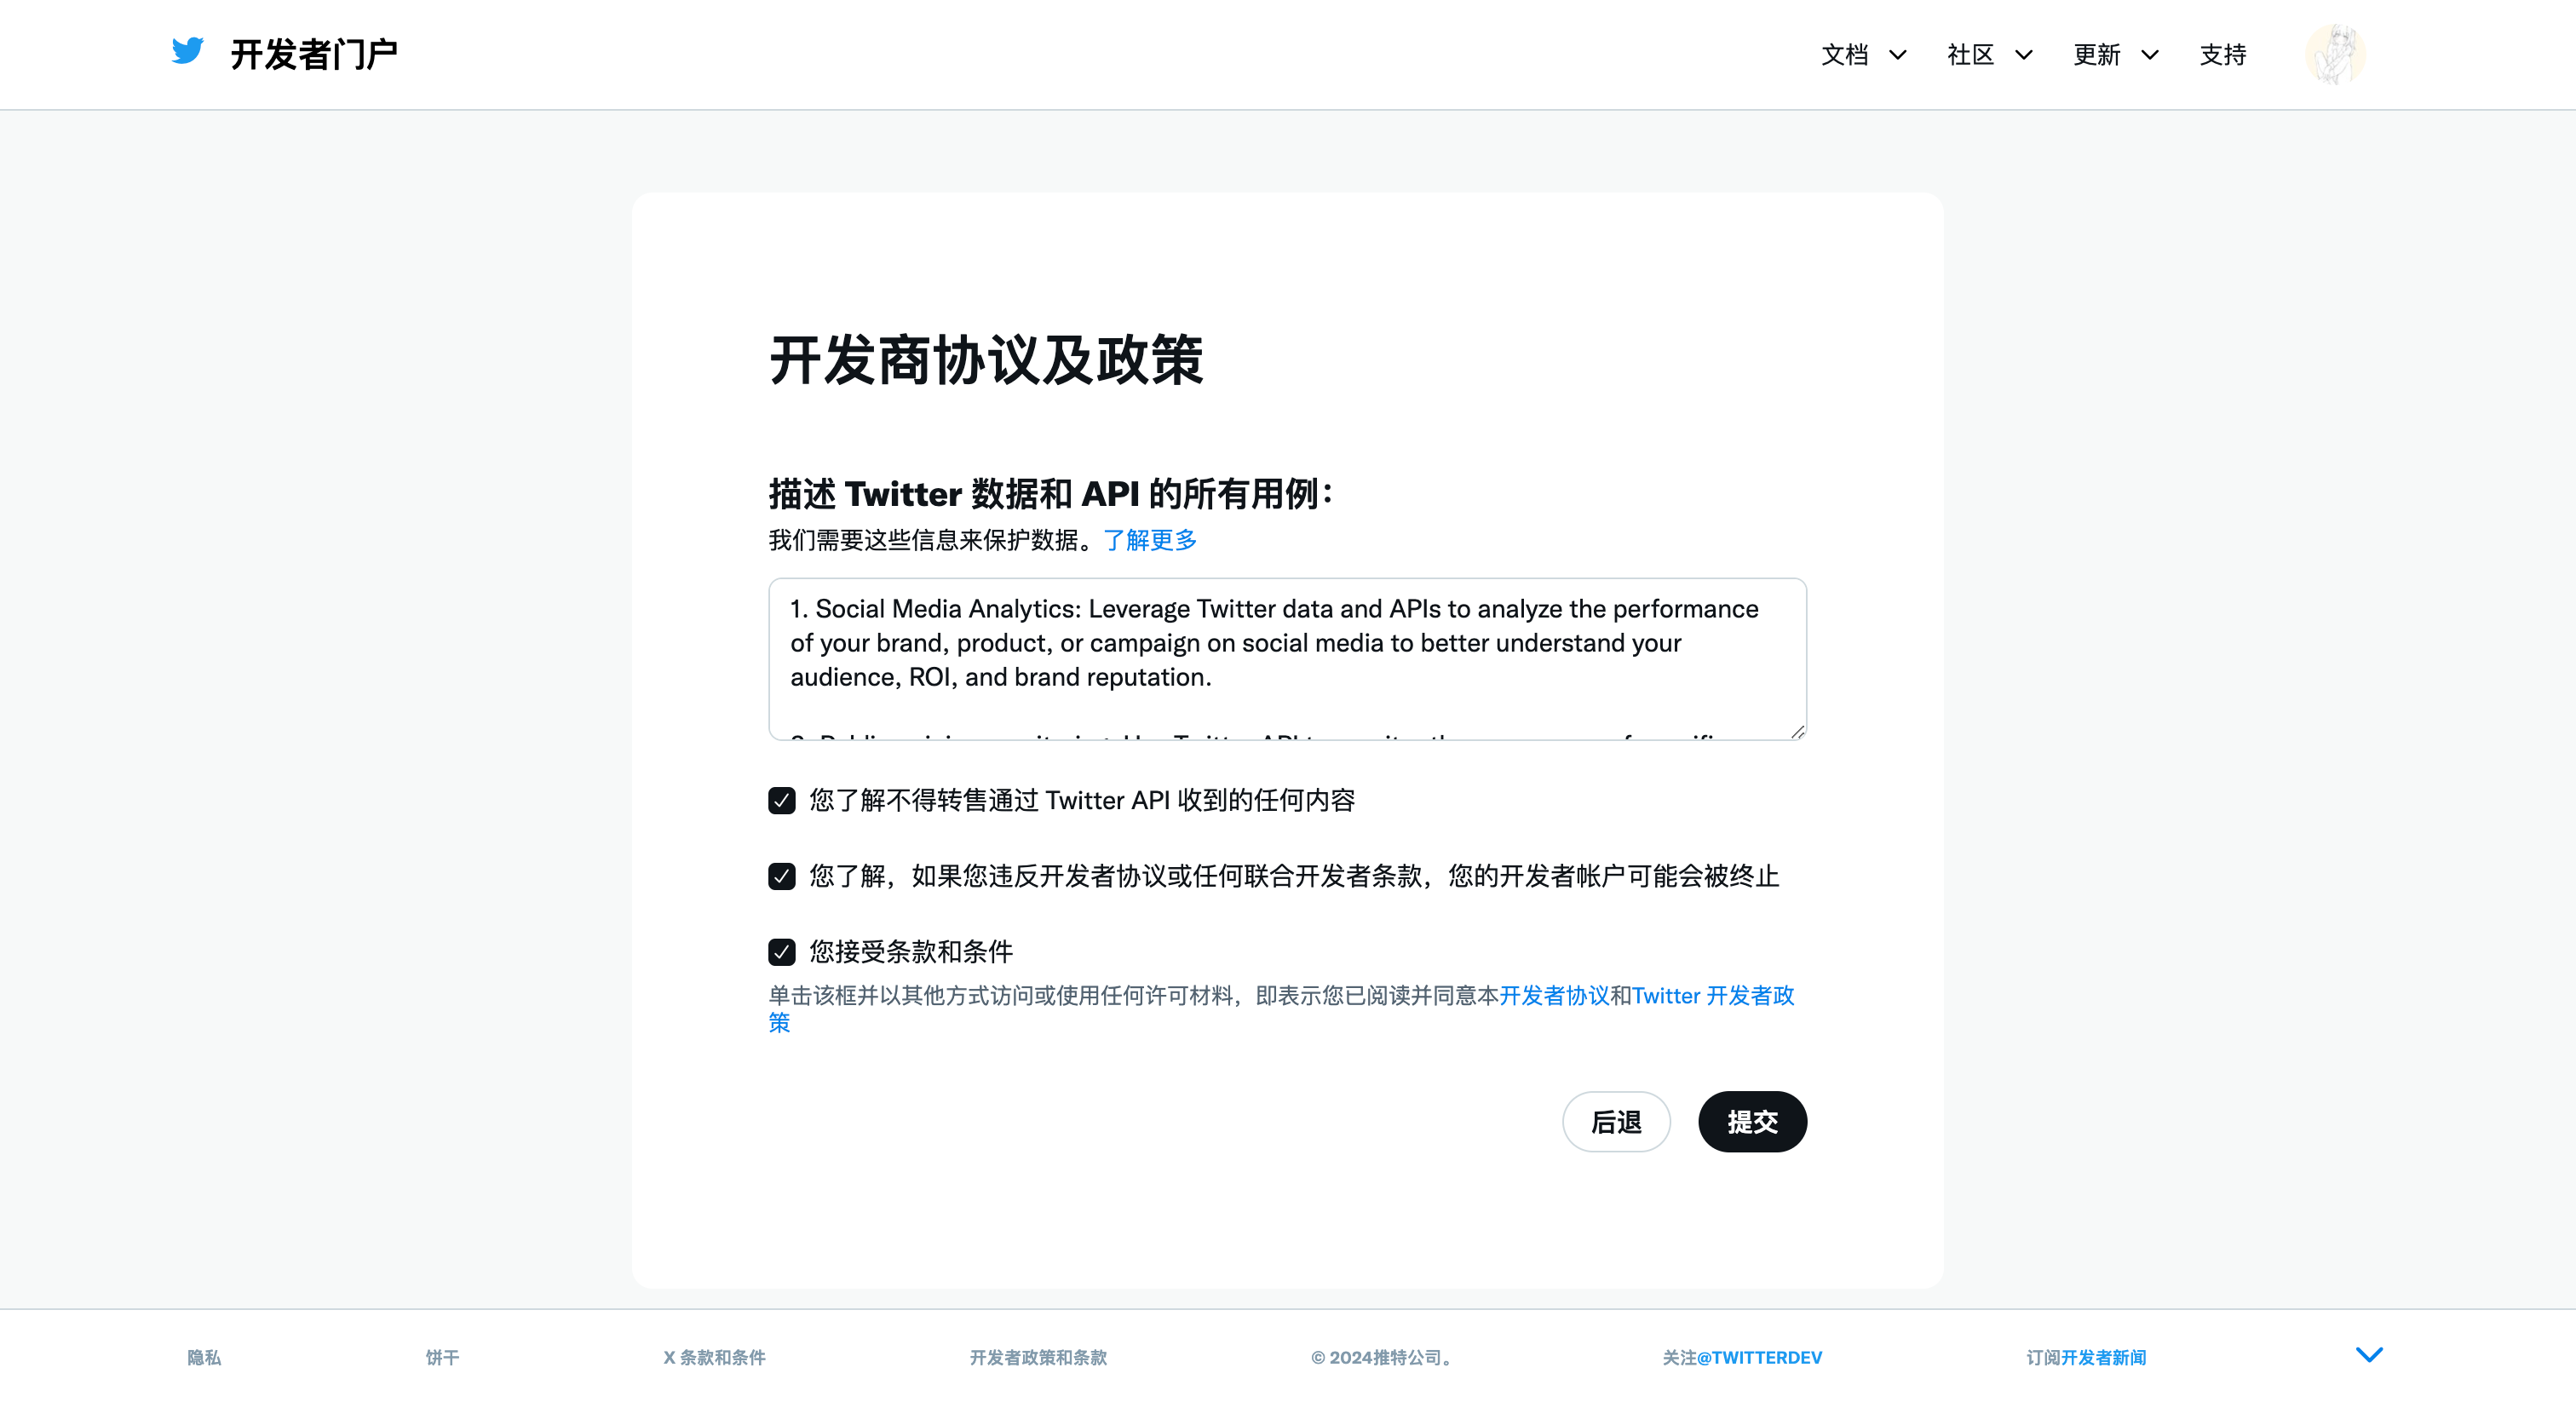 开发者门户
文档
社区
更新
支持
开发商协议及政策
描述 Twitter 数据和 API 的所有用例：
我们需要这些信息来保护数据。了解更多
1. Social Media Analytics: Leverage Twitter data and APIs to analyze the performance
of your brand, product, or campaign on social media to better understand your
audience, ROI, and brand reputation.
您了解不得转售通过 Twitter API 收到的任何内容
您了解，如果您违反开发者协议或任何联合开发者条款，您的开发者帐户可能会被终止
您接受条款和条件
单击该框并以其他方式访问或使用任何许可材料，即表示您已阅读并同意本开发者协议和Twitter 开发者政
策
后退
提交
隐私
饼干
X 条款和条件
开发者政策和条款
© 2024推特公司。
关注@TWITTERDEV
订阅开发者新闻